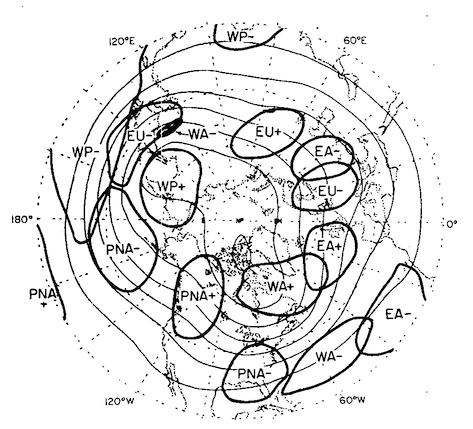 WP-
120°E
60°E
EU-
WA-
EU+
EA-
WP-
WP+
EU-
180°
0°
PNA-
EA+
PNA
+
PNA+
WA+
EA-
WA-
PNA-
120°W
60°W